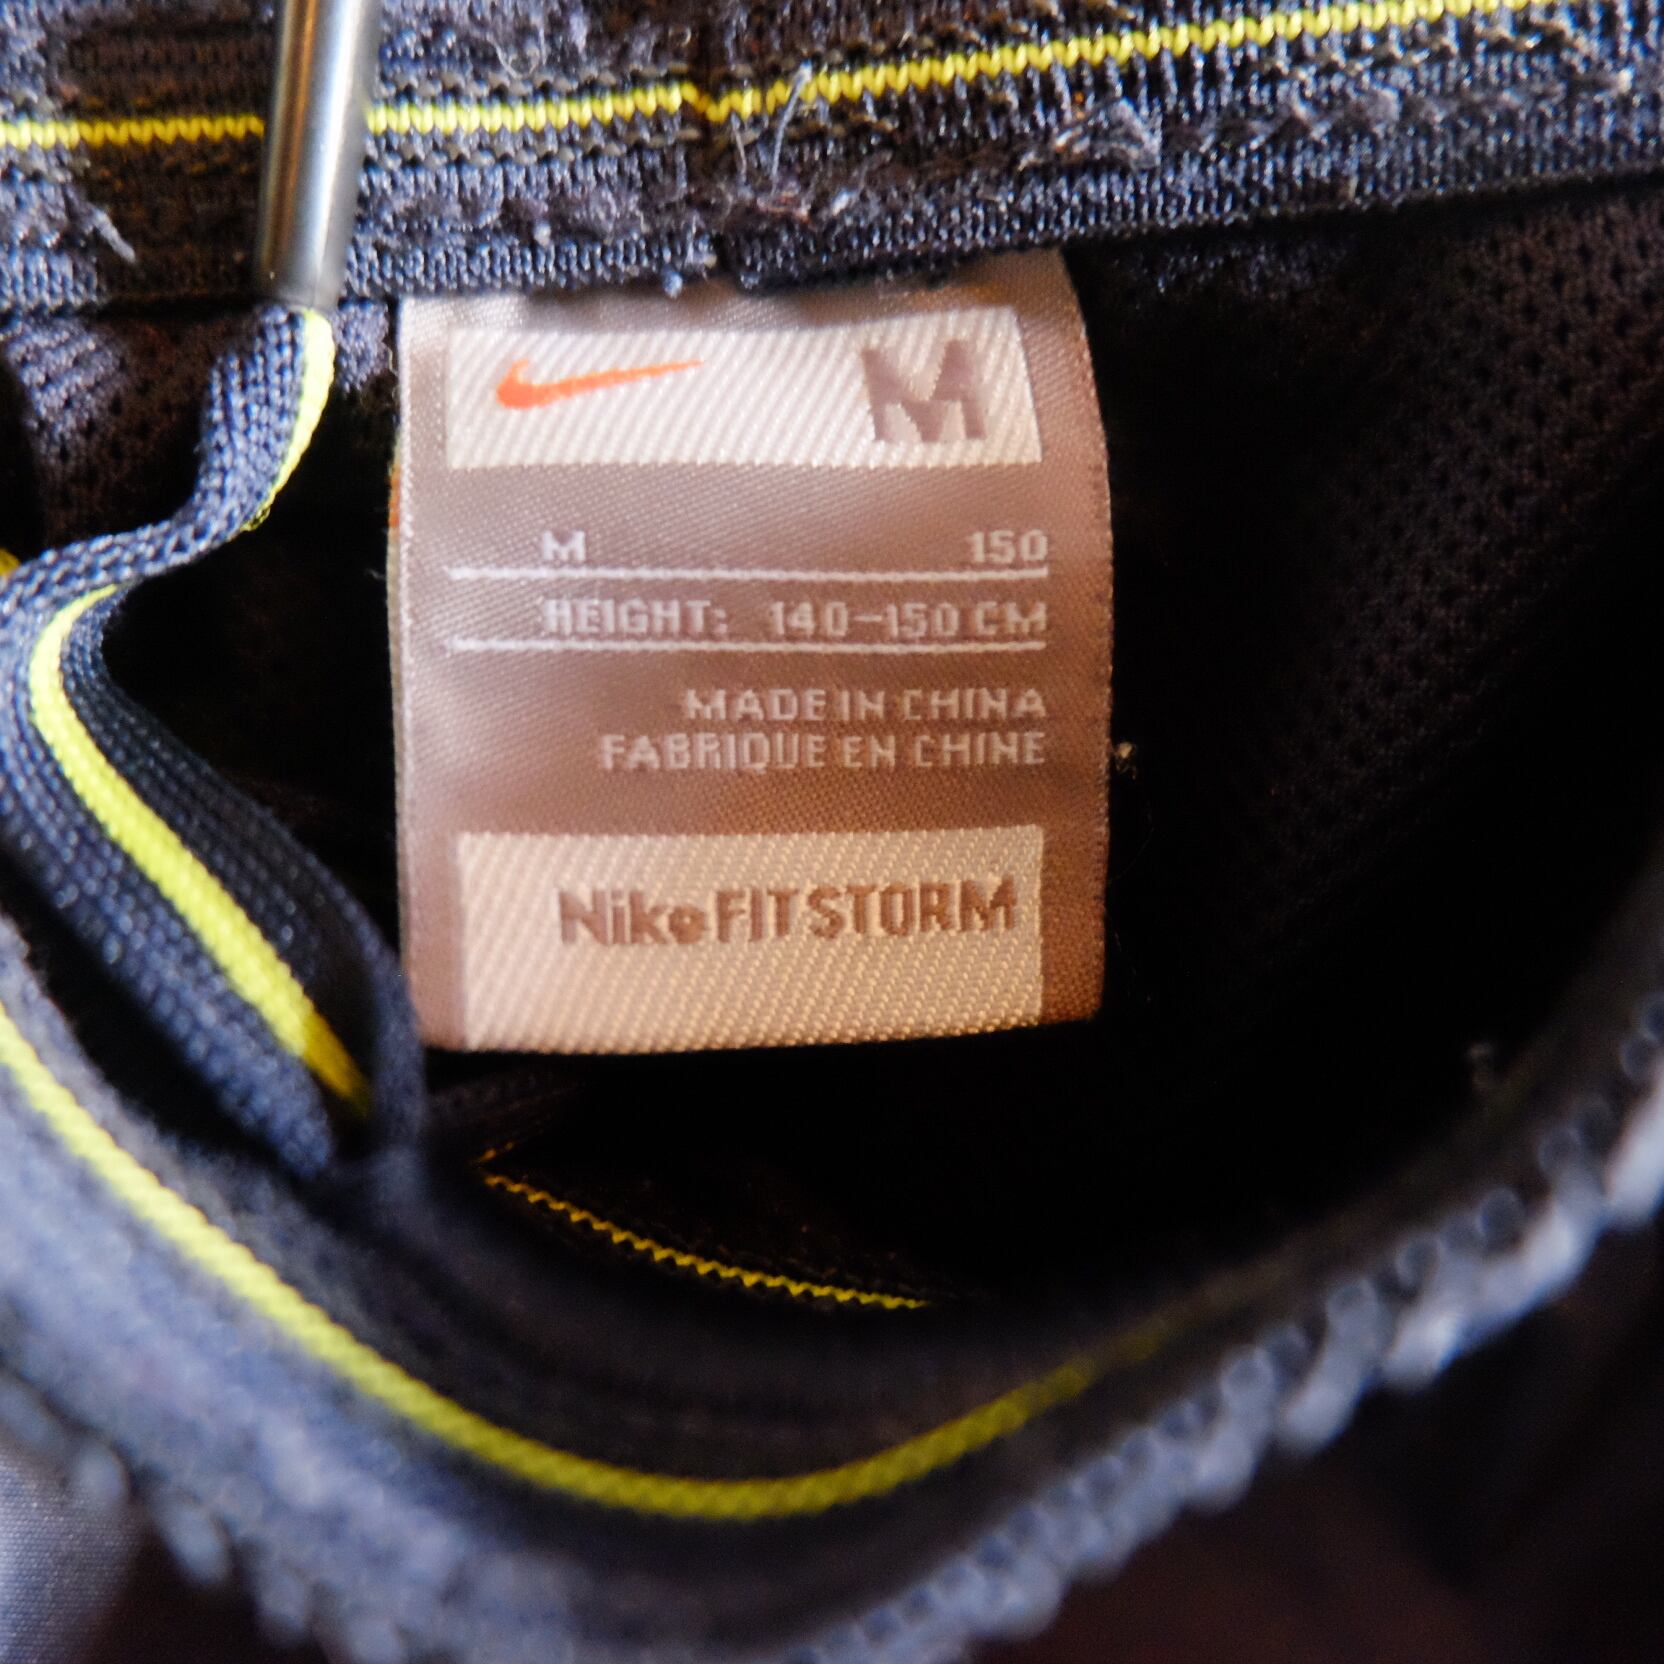 M
M 150
HEIGHT: 140-150 CM
MADE IN CHINA
FABRIQUE EN CHINE
Nike FIT STORM